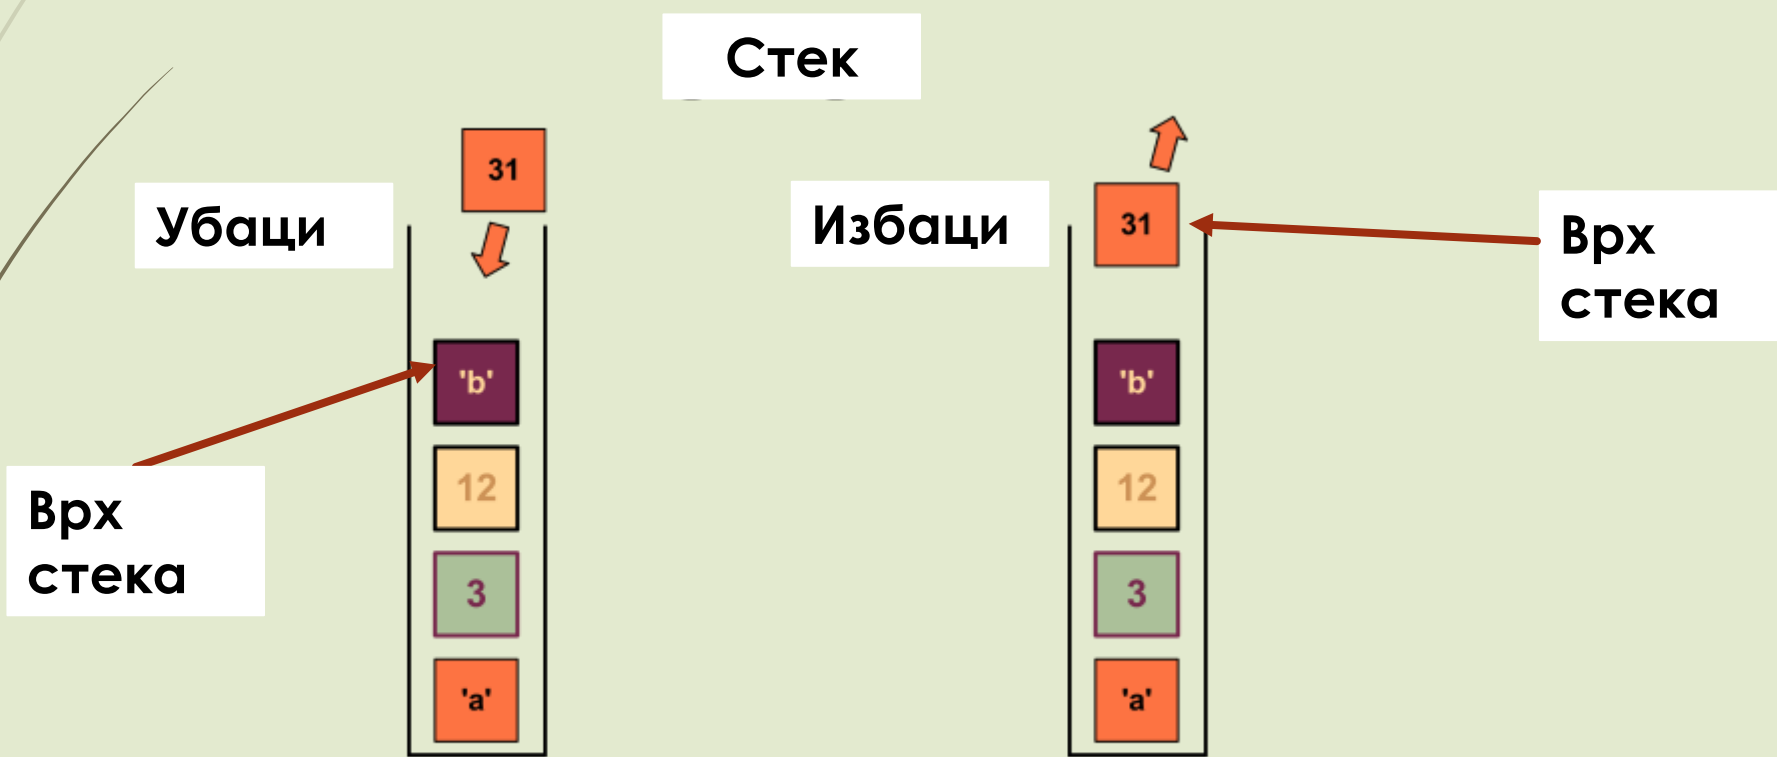 Стек
Убаци
31
'b'
12
3
'a'
Врх
стека
Избаци
31
'b'
12
3
'a'
Врх
стека